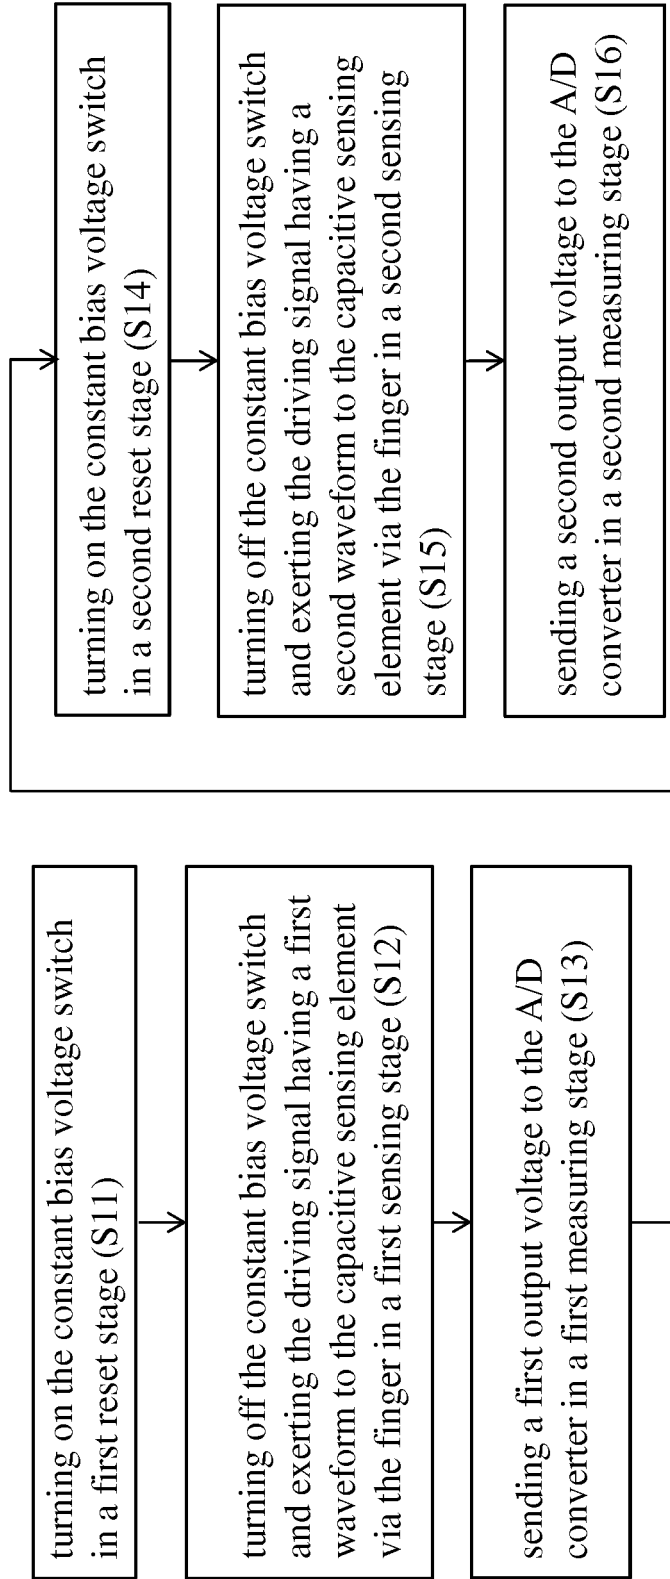 turning on the constant bias voltage switch
in a first reset stage (S11)
turning off the constant bias voltage switch
and exerting the driving signal having a first
waveform to the capacitive sensing element
via the finger in a first sensing stage (S12)
sending a first output voltage to the A/D
converter in a first measuring stage (S13)
turning on the constant bias voltage switch
in a second reset stage (S14)
turning off the constant bias voltage switch
and exerting the driving signal having a
second waveform to the capacitive sensing
element via the finger in a second sensing
stage (S15)
sending a second output voltage to the A/D
converter in a second measuring stage (S16)